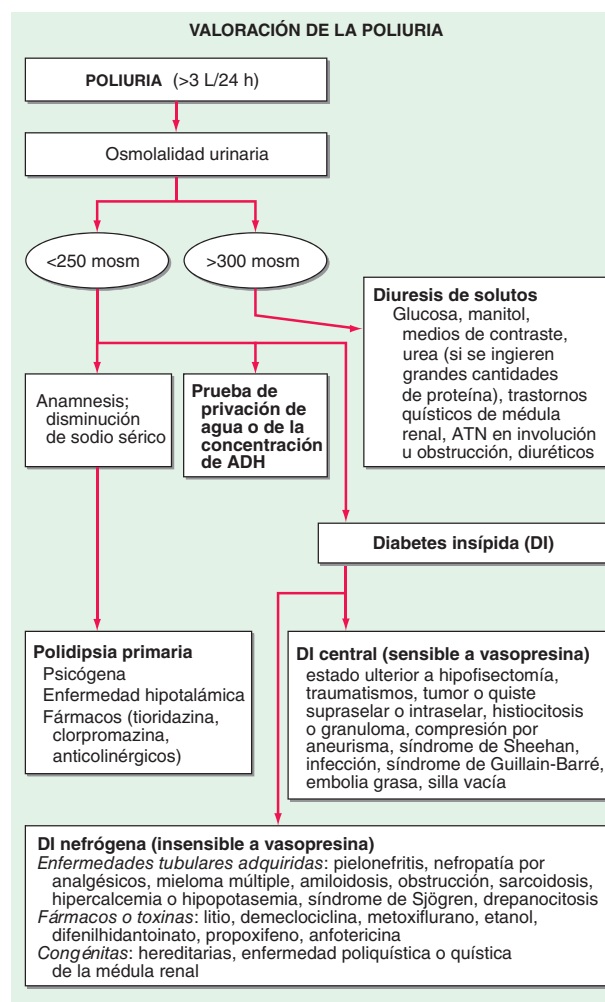 VALORACIÓN DE LA POLIURIA
POLIURIA (>3 L/24 h)
Osmolalidad urinaria
<250 mosm
>300 mosm
Diuresis de solutos
Glucosa, manitol,
medios de contraste,
urea (si se ingieren
grandes cantidades
de proteína), trastornos
quísticos de médula
renal, ATN en involución
u obstrucción, diuréticos
Anamnesis;
disminución
de sodio sérico
Prueba de
privación de
agua o de la
concentración
de ADH
Diabetes insípida (DI)
Polidipsia primaria
Psicógena
Enfermedad hipotalámica
Fármacos (tioridazina,
clorpromazina,
anticolinérgicos)
DI central (sensible a vasopresina)
estado ulterior a hipofisectomía,
traumatismos, tumor o quiste
supraselar o intraselar, histiocitosis
o granuloma, compresión por
aneurisma, síndrome de Sheehan,
infección, síndrome de Guillain-Barré,
embolia grasa, silla vacía
DI nefrógena (insensible a vasopresina)
Enfermedades tubulares adquiridas: pielonefritis, nefropatía por
analgésicos, mieloma múltiple, amiloidosis, obstrucción, sarcoidosis,
hipercalcemia o hipopotasemia, síndrome de Sjögren, drepanocitosis
Fármacos o toxinas: litio, demeclociclina, metoxiflurano, etanol,
difenilhidantoinato, propoxifeno, anfotericina
Congénitas: hereditarias, enfermedad poliquística o quística
de la médula renal